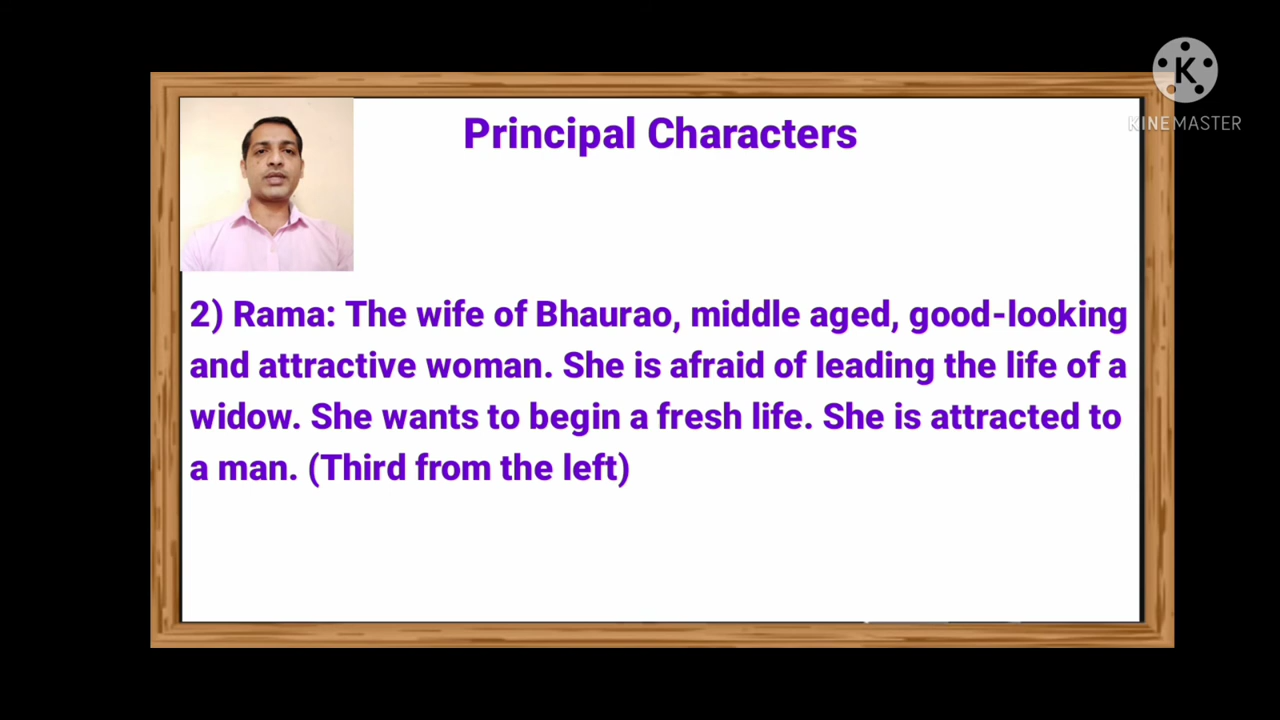 Principal Characters
K
KINEMASTER
2) Rama: The wife of Bhaurao, middle aged, good-looking
and attractive woman. She is afraid of leading the life of a
widow. She wants to begin a fresh life. She is attracted to
a man. (Third from the left)